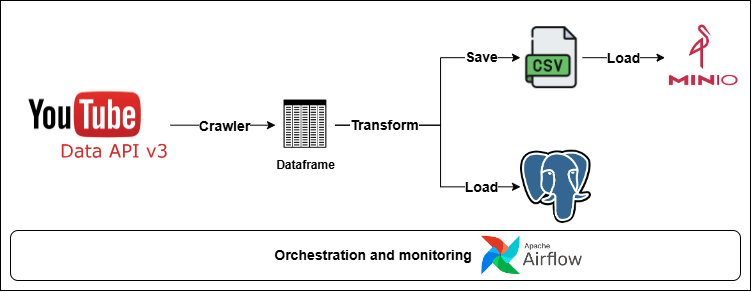 YouTube
Data API v3
Crawler
Dataframe
Transform
Save
CSV
Load
MINIO
Load
Orchestration and monitoring
Apache
Airflow